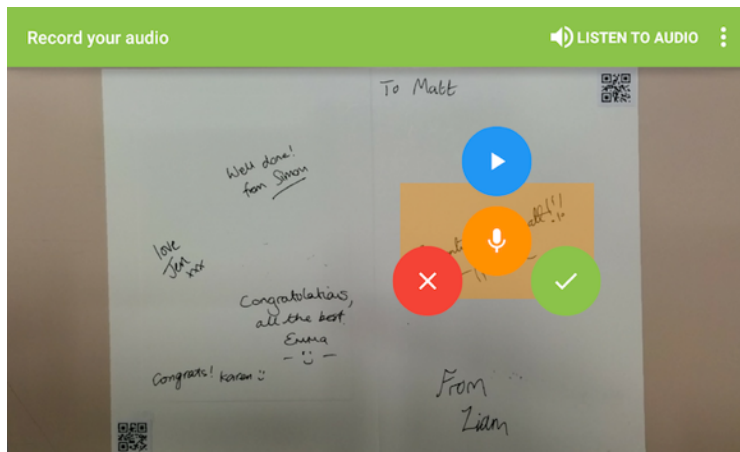 Record your audio
LISTEN TO AUDIO
To Matt
Well done!
from Simon
love
Jen
xxx
Congratulations,
all the best.
Emma
Congrats! Karen
From
Liam